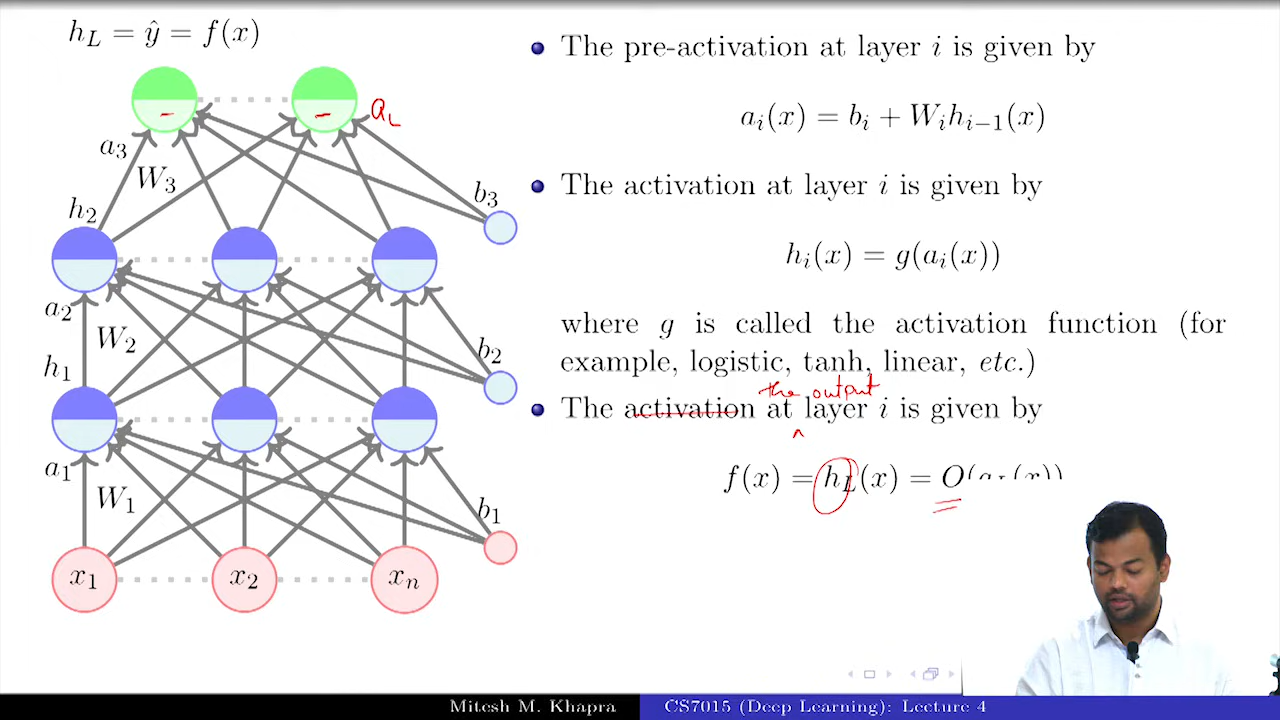 h_L = ŷ = f(x)
a_L
a_3
W_3
h_2
b_3
a_2
W_2
h_1
b_2
a_1
W_1
b_1
x_1 x_2 x_n
The pre-activation at layer i is given by
a_i(x) = b_i + W_i h_{i−1}(x)
The activation at layer i is given by
h_i(x) = g(a_i(x))
where g is called the activation function (for
example, logistic, tanh, linear, etc.)
the output
The activation at layer i is given by
f(x) = h_L(x) = O(a_L(x))
Mitesh M. Khapra CS7015 (Deep Learning): Lecture 4